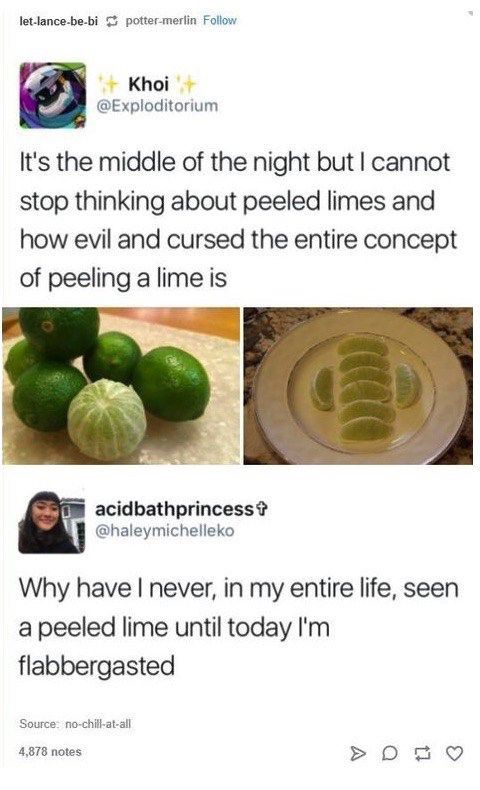 let-lance-be-bi potter-merlin Follow
✨ Khoi ✨
@Exploditorium
It's the middle of the night but I cannot
stop thinking about peeled limes and
how evil and cursed the entire concept
of peeling a lime is
acidbathprincess✞
@haleymichelleko
Why have I never, in my entire life, seen
a peeled lime until today I'm
flabbergasted
Source: no-chill-at-all
4,878 notes